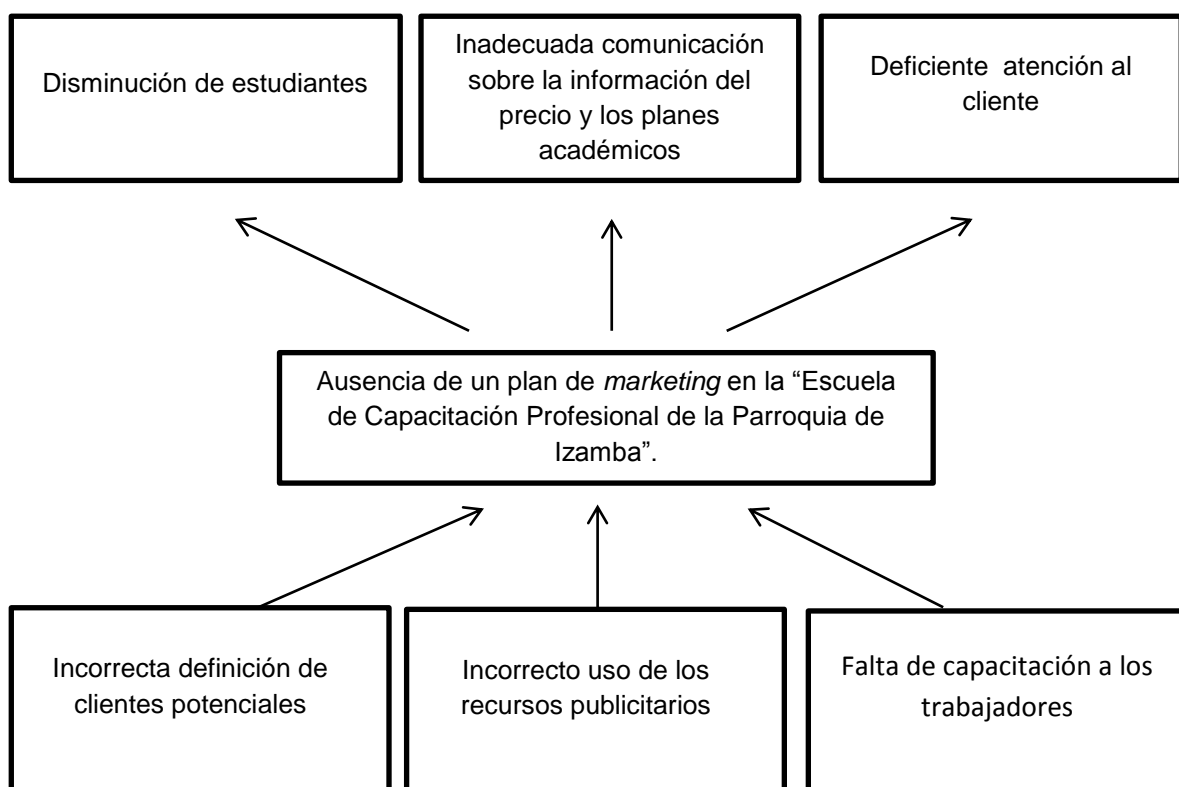 Disminución de estudiantes
Inadecuada comunicación
sobre la información del
precio y los planes
académicos
Deficiente atención al
cliente
Ausencia de un plan de marketing en la “Escuela
de Capacitación Profesional de la Parroquia de
Izamba”.
Incorrecta definición de
clientes potenciales
Incorrecto uso de los
recursos publicitarios
Falta de capacitación a los
trabajadores